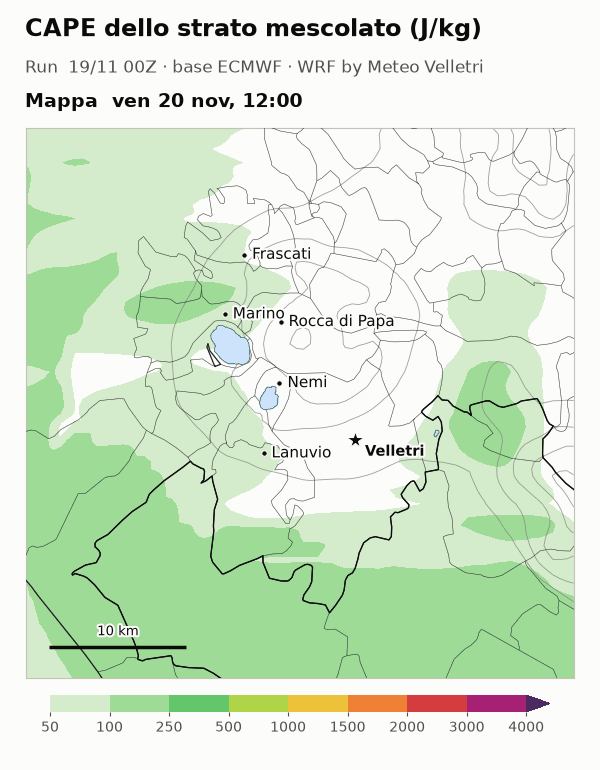 CAPE dello strato mescolato (J/kg)
Run  19/11 00Z · base ECMWF · WRF by Meteo Velletri
Mappa  ven 20 nov, 12:00
Frascati
Marino
Rocca di Papa
Nemi
Velletri
Lanuvio
10 km
50 100 250 500 1000 1500 2000 3000 4000